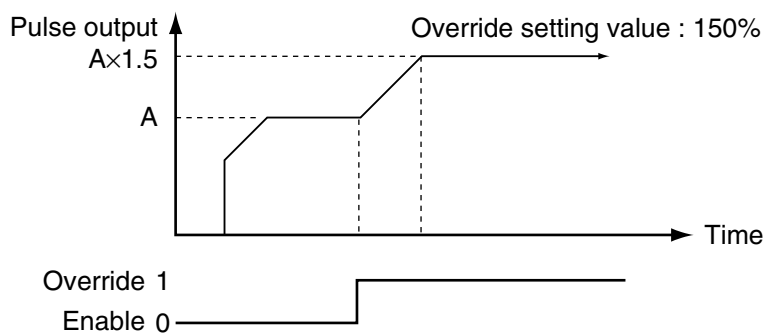 Pulse output
Override setting value : 150%
A×1.5
A
Time
Override 1
Enable 0